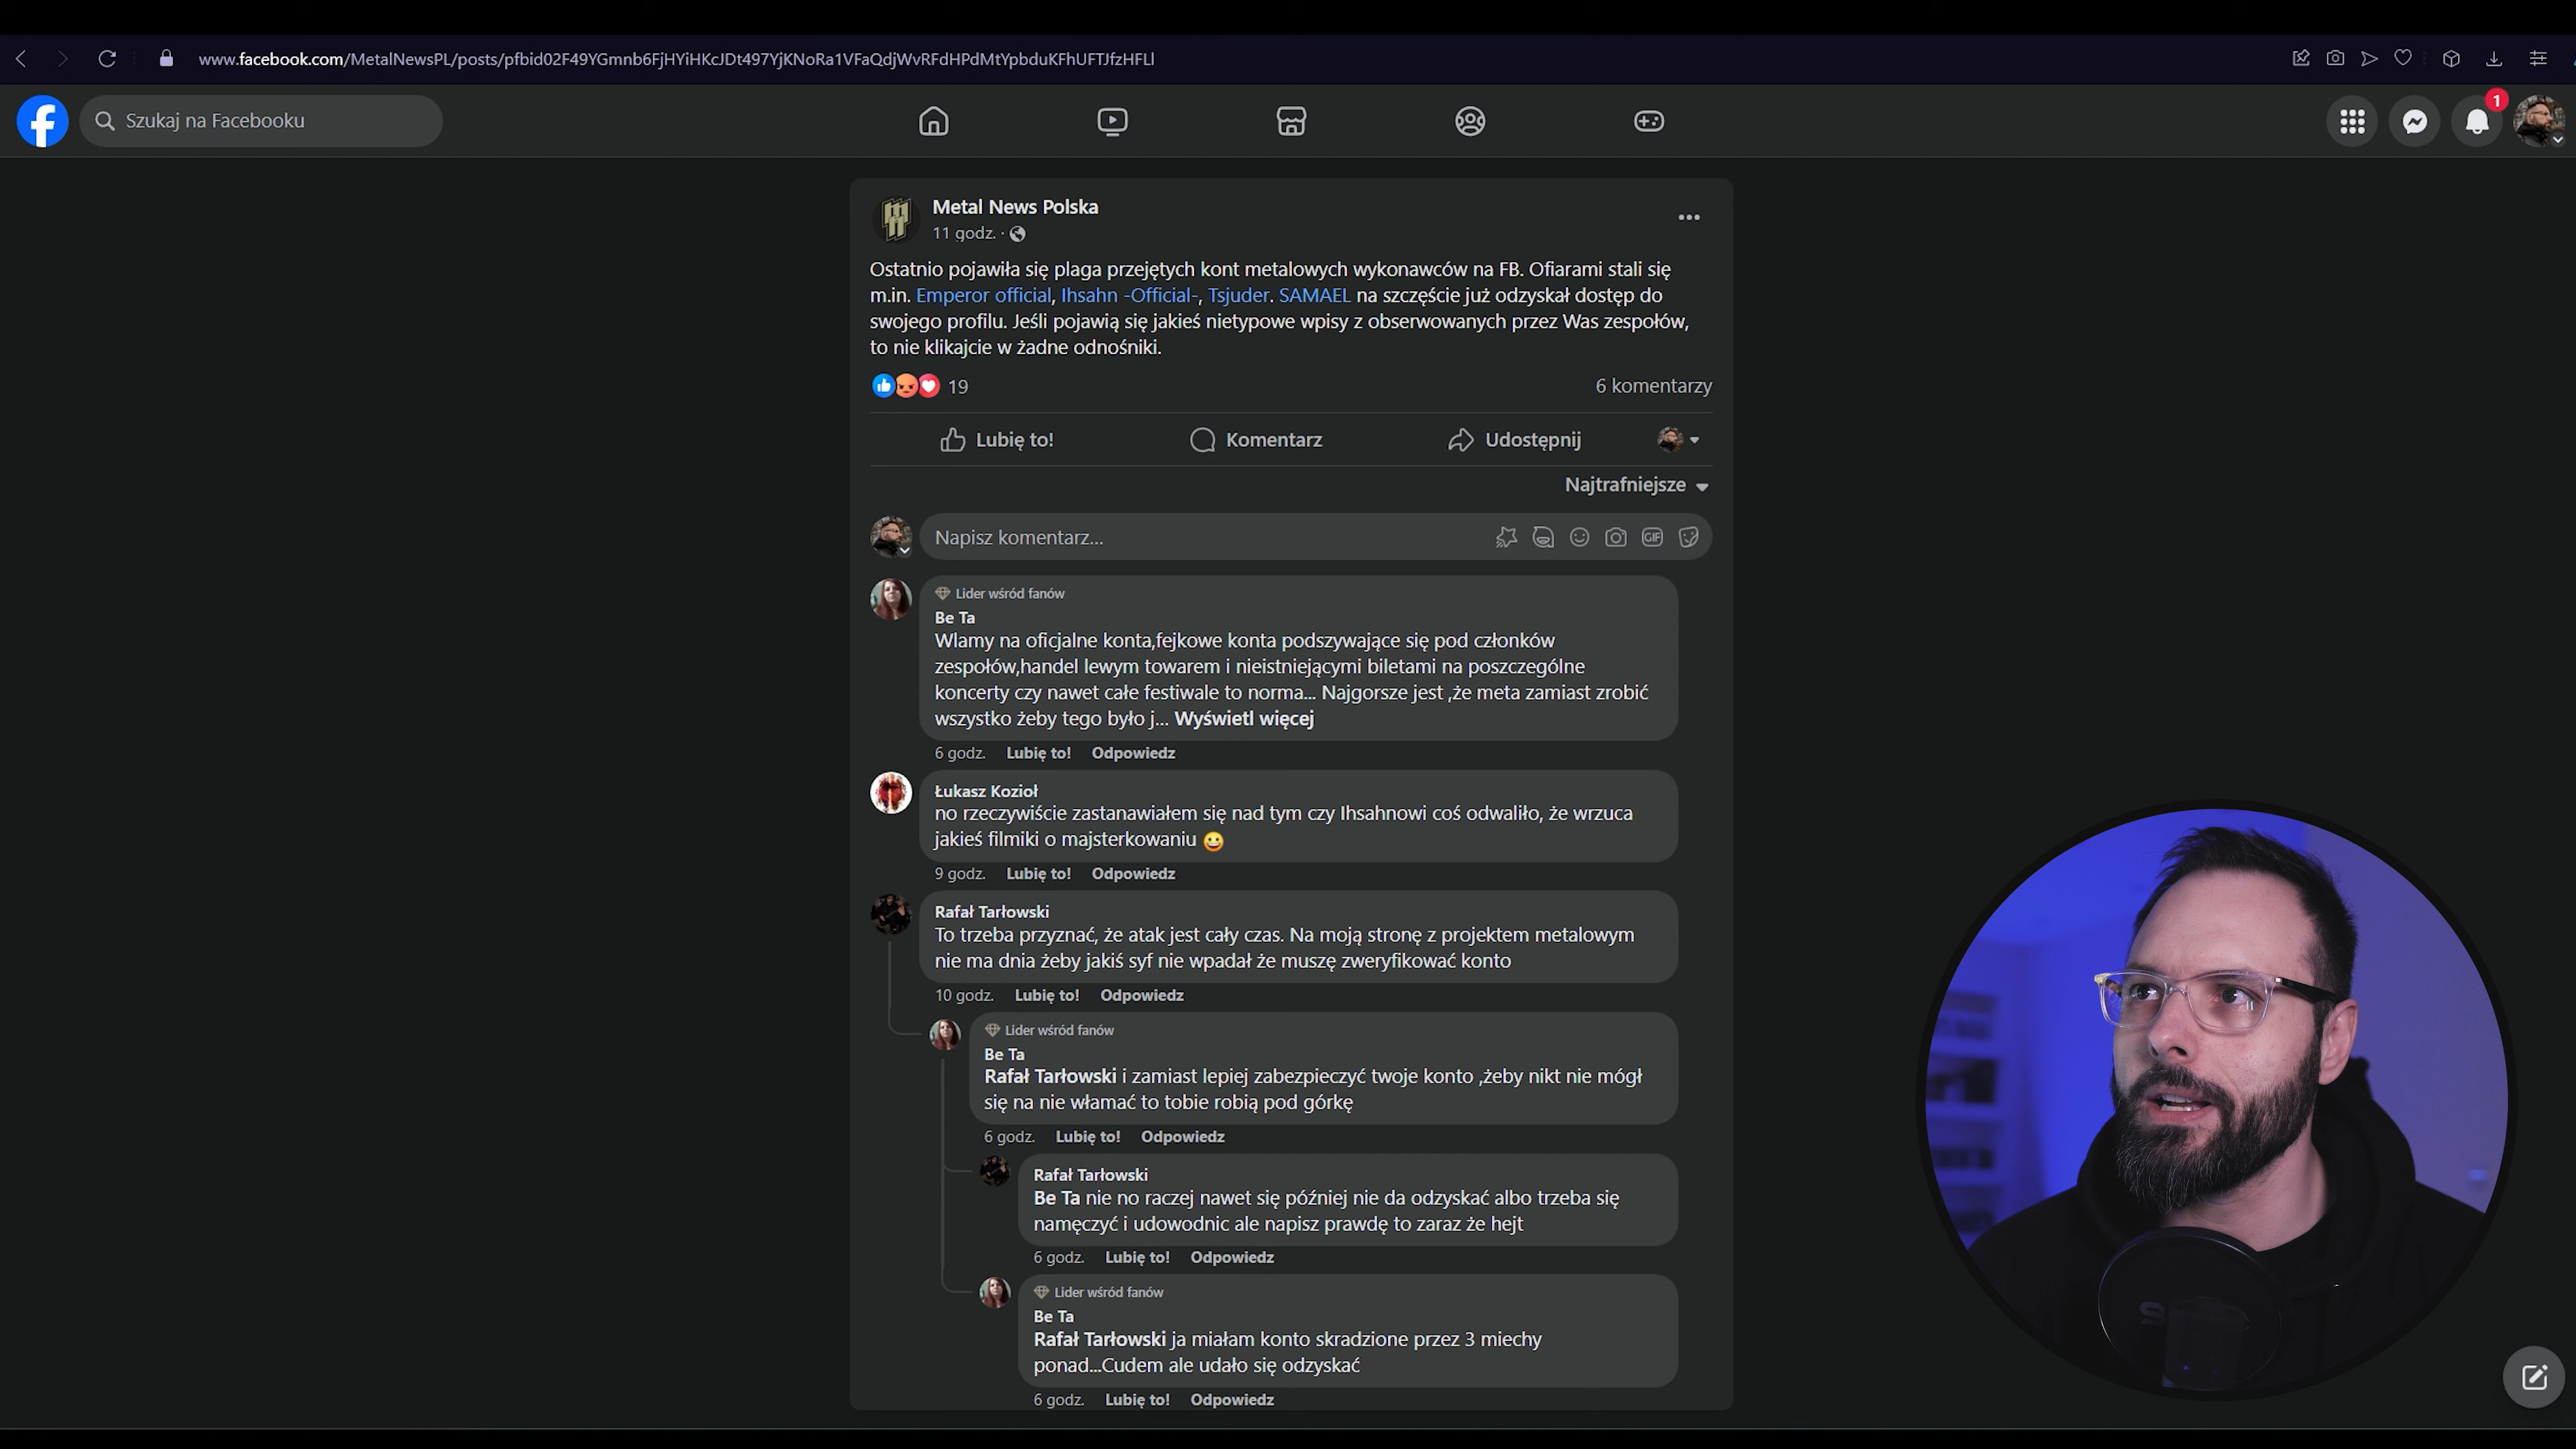 www.facebook.com/MetalNewsPL/posts/pfbid02F49YGmnb6FjHYiHKcJDt497YjKNoRa1VFaQdjWvRFdHPdMtYpbduKFhUFTJfzHFLl
Szukaj na Facebooku
1
Metal News Polska
11 godz. ·
Ostatnio pojawiła się plaga przejętych kont metalowych wykonawców na FB. Ofiarami stali się
m.in. Emperor official, Ihsahn -Official-, Tsjuder. SAMAEL na szczęście już odzyskał dostęp do
swojego profilu. Jeśli pojawią się jakieś nietypowe wpisy z obserwowanych przez Was zespołów,
to nie klikajcie w żadne odnośniki.
19 6 komentarzy
Lubię to! Komentarz Udostępnij
Najtrafniejsze
Napisz komentarz... GIF
Lider wśród fanów
Be Ta
Wlamy na oficjalne konta,fejkowe konta podszywające się pod członków
zespołów,handel lewym towarem i nieistniejącymi biletami na poszczególne
koncerty czy nawet całe festiwale to norma... Najgorsze jest ,że meta zamiast zrobić
wszystko żeby tego było j... Wyświetl więcej
6 godz. Lubię to! Odpowiedz
Łukasz Kozioł
no rzeczywiście zastanawiałem się nad tym czy Ihsahnowi coś odwaliło, że wrzuca
jakieś filmiki o majsterkowaniu 😀
9 godz. Lubię to! Odpowiedz
Rafał Tarłowski
To trzeba przyznać, że atak jest cały czas. Na moją stronę z projektem metalowym
nie ma dnia żeby jakiś syf nie wpadał że muszę zweryfikować konto
10 godz. Lubię to! Odpowiedz
Lider wśród fanów
Be Ta
Rafał Tarłowski i zamiast lepiej zabezpieczyć twoje konto ,żeby nikt nie mógł
się na nie włamać to tobie robią pod górkę
6 godz. Lubię to! Odpowiedz
Rafał Tarłowski
Be Ta nie no raczej nawet się później nie da odzyskać albo trzeba się
namęczyć i udowodnic ale napisz prawdę to zaraz że hejt
6 godz. Lubię to! Odpowiedz
Lider wśród fanów
Be Ta
Rafał Tarłowski ja miałam konto skradzione przez 3 miechy
ponad...Cudem ale udało się odzyskać
6 godz. Lubię to! Odpowiedz